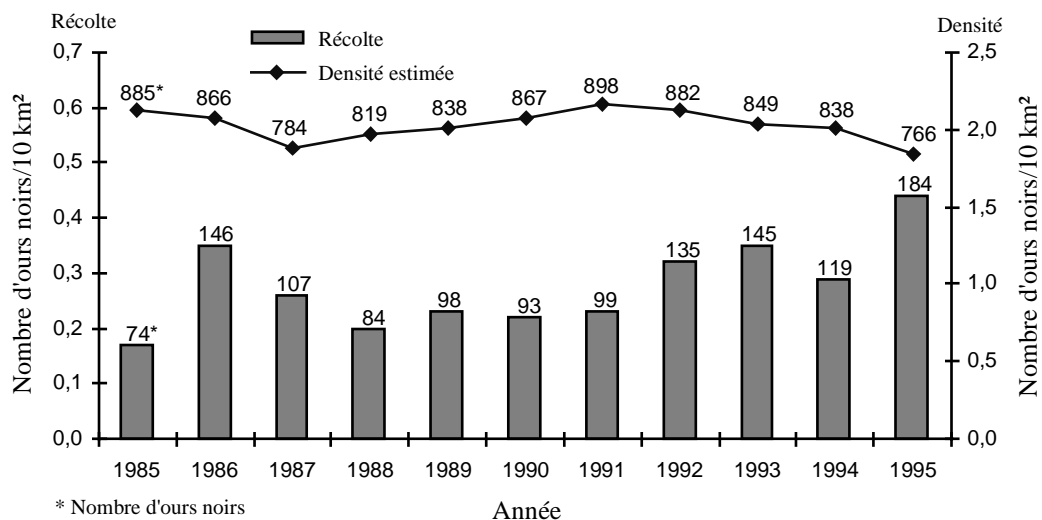 Récolte
Densité
Récolte
Densité estimée
0,7
0,6
0,5
0,4
0,3
0,2
0,1
0,0
Nombre d'ours noirs/10 km²
2,5
2,0
1,5
1,0
0,5
0,0
Nombre d'ours noirs/10 km²
885* 866 784 819 838 867 898 882 849 838 766
74* 146 107 84 98 93 99 135 145 119 184
1985 1986 1987 1988 1989 1990 1991 1992 1993 1994 1995
* Nombre d'ours noirs
Année